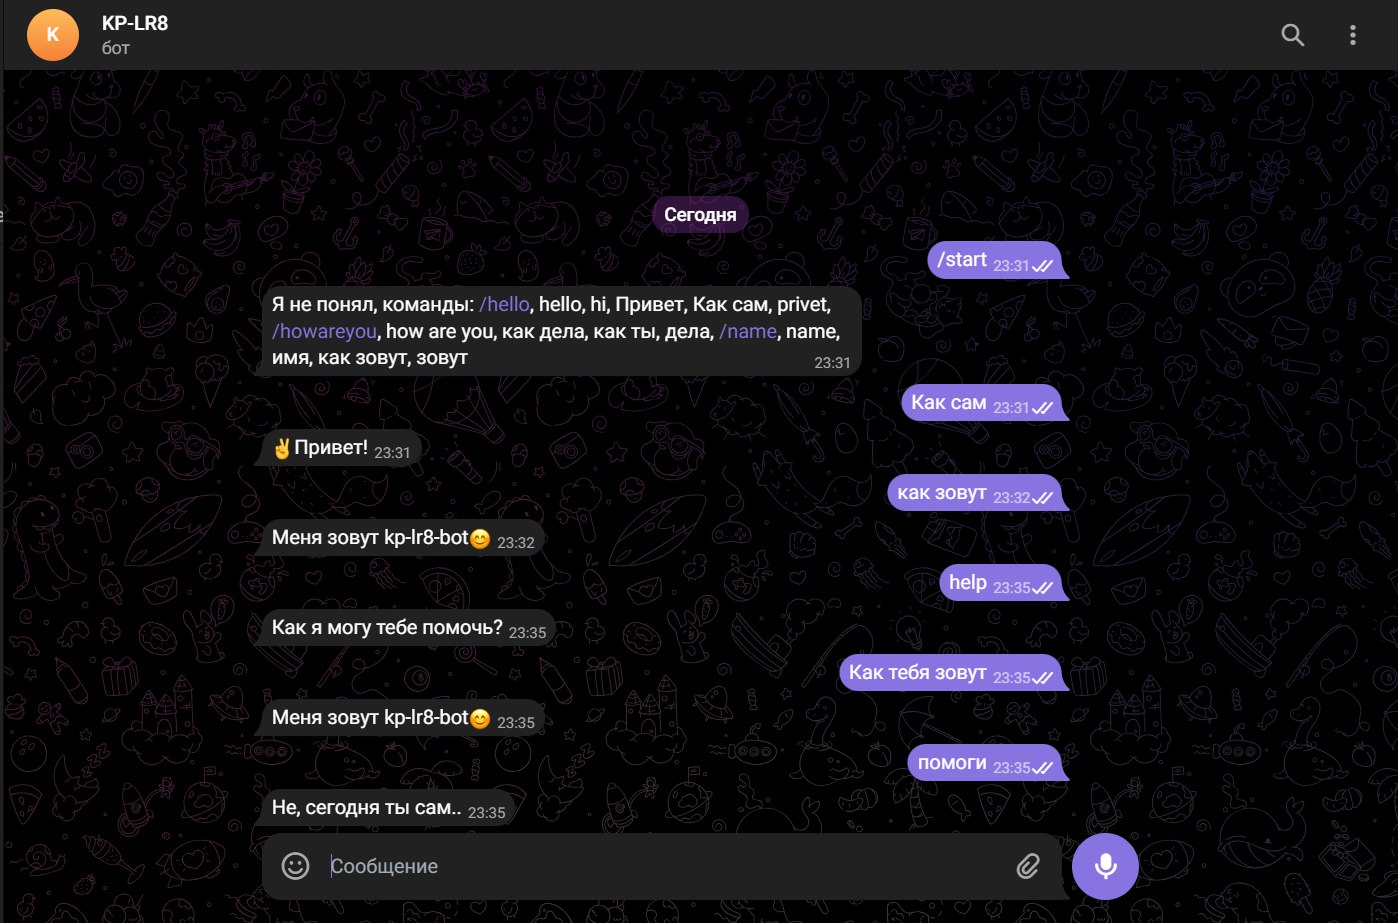 K
KP-LR8
бот
Сегодня
/start 23:31
Я не понял, команды: /hello, hello, hi, Привет, Как сам, privet,
/howareyou, how are you, как дела, как ты, дела, /name, name,
имя, как зовут, зовут 23:31
Как сам 23:31
✌Привет! 23:31
как зовут 23:32
Меня зовут kp-lr8-bot😊 23:32
help 23:35
Как я могу тебе помочь? 23:35
Как тебя зовут 23:35
Меня зовут kp-lr8-bot😊 23:35
помоги 23:35
Не, сегодня ты сам.. 23:35
Сообщение